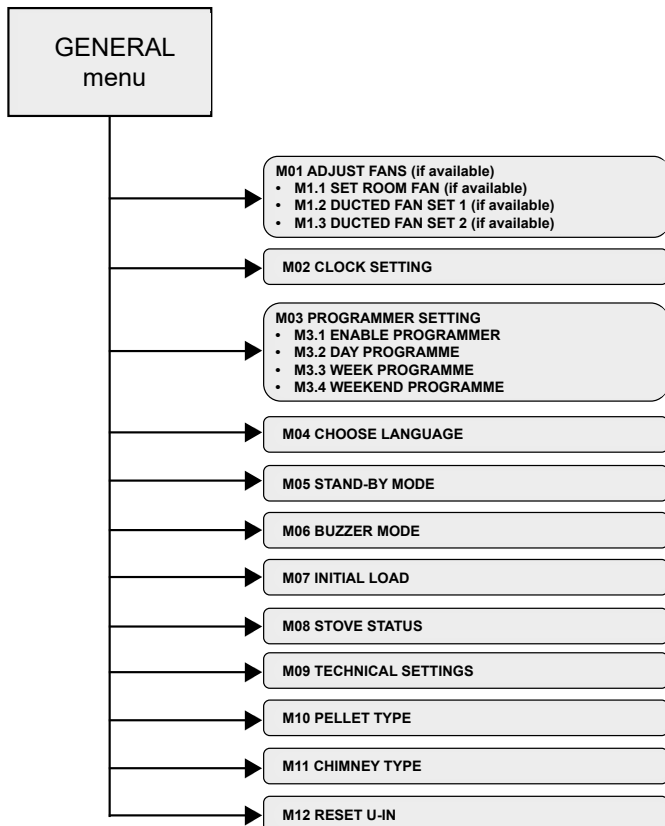 GENERAL
menu
M01 ADJUST FANS (if available)
• M1.1 SET ROOM FAN (if available)
• M1.2 DUCTED FAN SET 1 (if available)
• M1.3 DUCTED FAN SET 2 (if available)
M02 CLOCK SETTING
M03 PROGRAMMER SETTING
• M3.1 ENABLE PROGRAMMER
• M3.2 DAY PROGRAMME
• M3.3 WEEK PROGRAMME
• M3.4 WEEKEND PROGRAMME
M04 CHOOSE LANGUAGE
M05 STAND-BY MODE
M06 BUZZER MODE
M07 INITIAL LOAD
M08 STOVE STATUS
M09 TECHNICAL SETTINGS
M10 PELLET TYPE
M11 CHIMNEY TYPE
M12 RESET U-IN